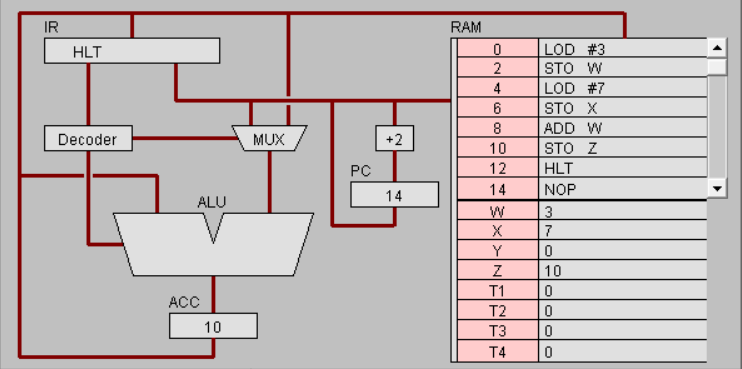 IR
HLT
Decoder
MUX
+2
PC
14
ALU
ACC
10
RAM
0 LOD #3
2 STO W
4 LOD #7
6 STO X
8 ADD W
10 STO Z
12 HLT
14 NOP
W 3
X 7
Y 0
Z 10
T1 0
T2 0
T3 0
T4 0